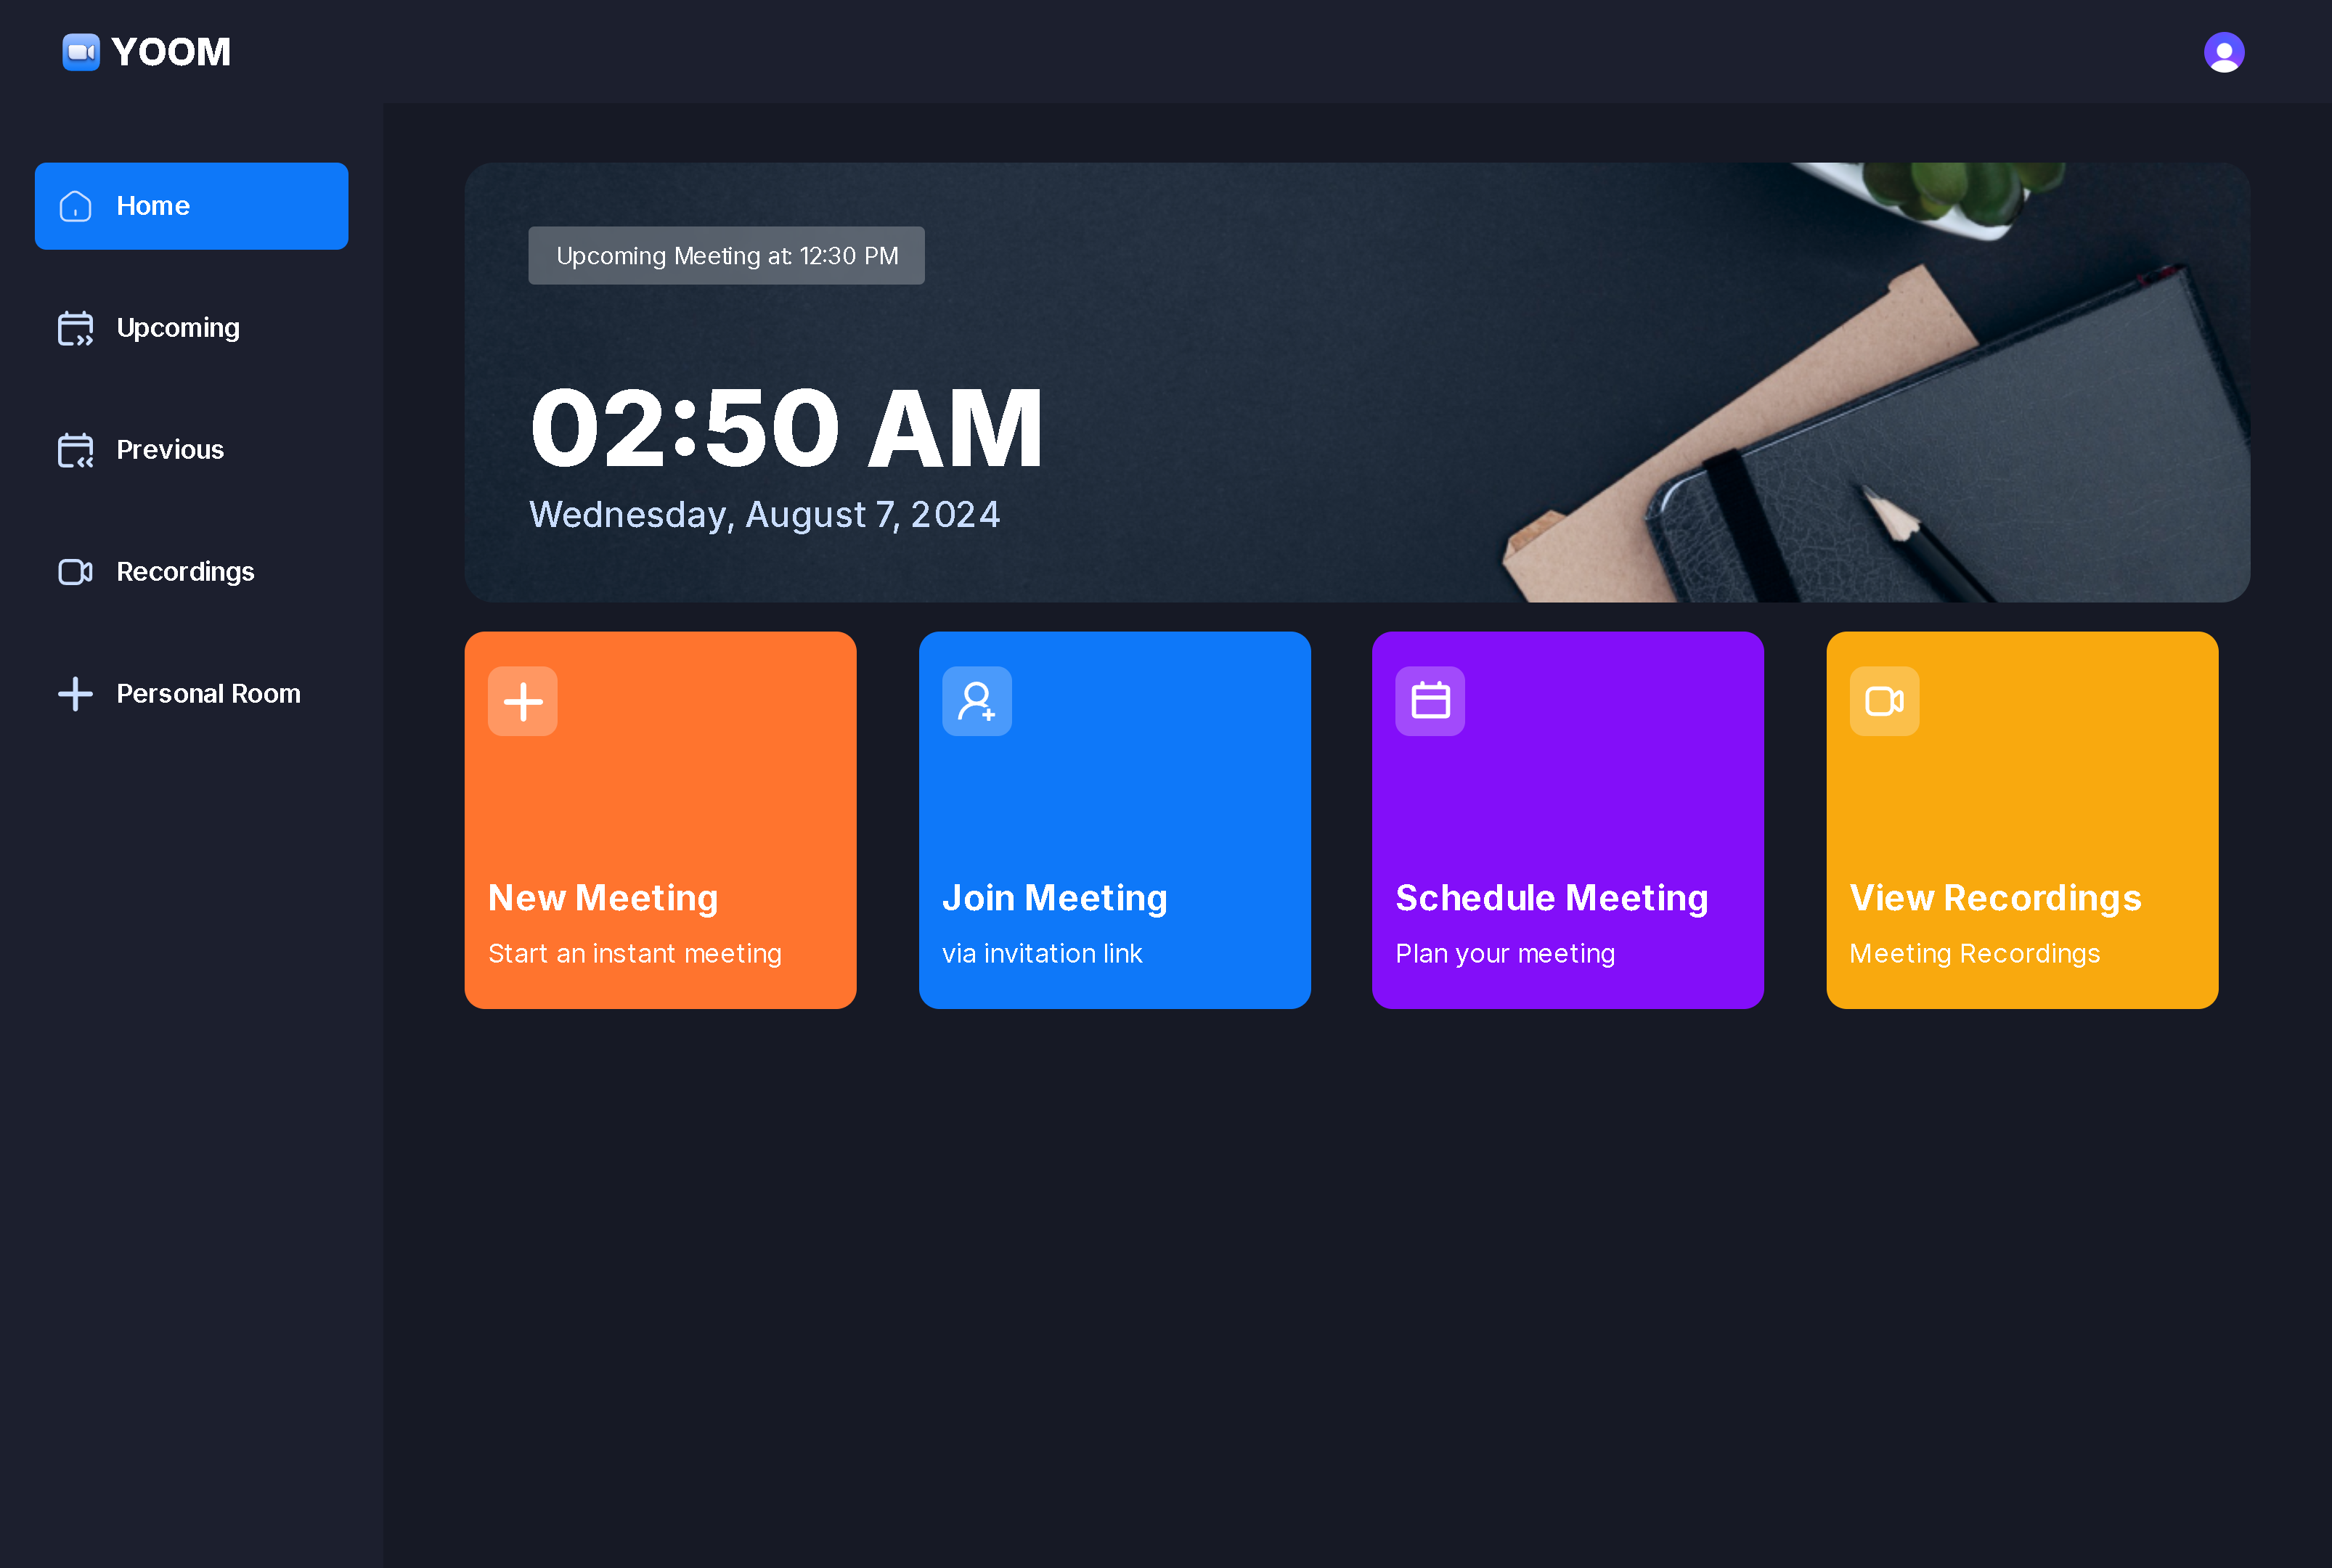 YOOM
Home
Upcoming
Previous
Recordings
Personal Room
Upcoming Meeting at: 12:30 PM
02:50 AM
Wednesday, August 7, 2024
New Meeting
Start an instant meeting
Join Meeting
via invitation link
Schedule Meeting
Plan your meeting
View Recordings
Meeting Recordings